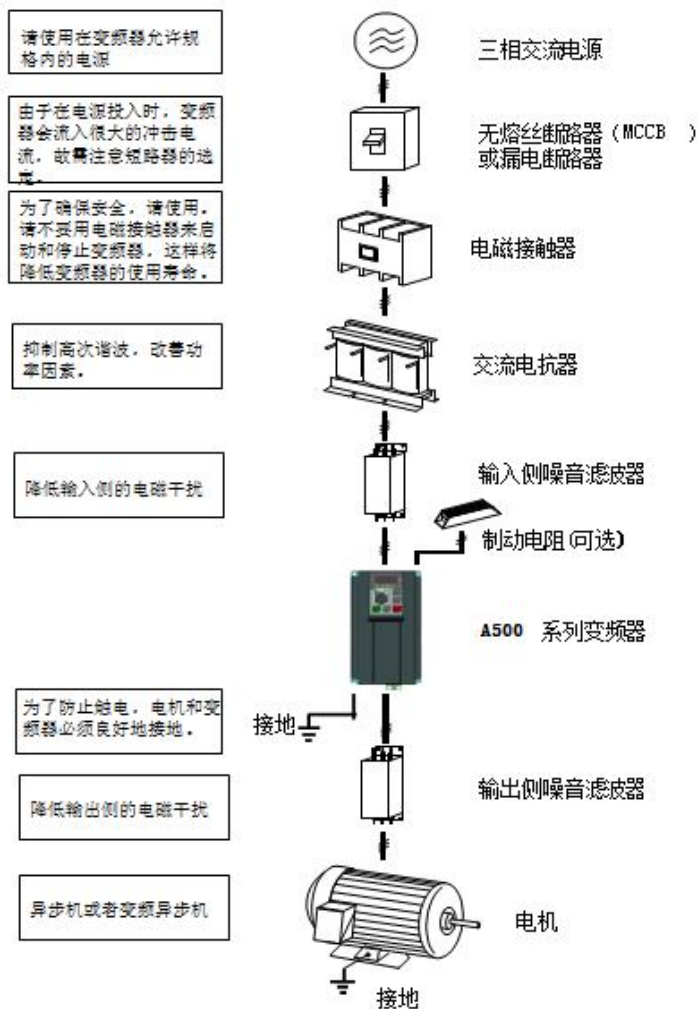 请使用在变频器允许规
格内的电源
三相交流电源
由于在电源投入时，变频
器会流入很大的冲击电
流，故需注意短路器的选
定。
无熔丝断路器(MCCB )
或漏电断路器
为了确保安全，请使用。
请不要用电磁接触器来启
动和停止变频器，这样将
降低变频器的使用寿命。
电磁接触器
抑制高次谐波，改善功
率因素。
交流电抗器
降低输入侧的电磁干扰
输入侧噪音滤波器
制动电阻(可选)
A500 系列变频器
为了防止触电，电机和变
频器必须良好地接地。
接地
降低输出侧的电磁干扰
输出侧噪音滤波器
异步机或者变频异步机
电机
接地